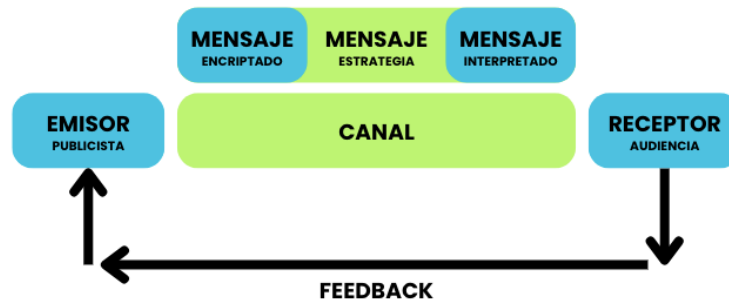 MENSAJE MENSAJE MENSAJE
ENCRIPTADO ESTRATEGIA INTERPRETADO
EMISOR
PUBLICISTA
CANAL
RECEPTOR
AUDIENCIA
FEEDBACK